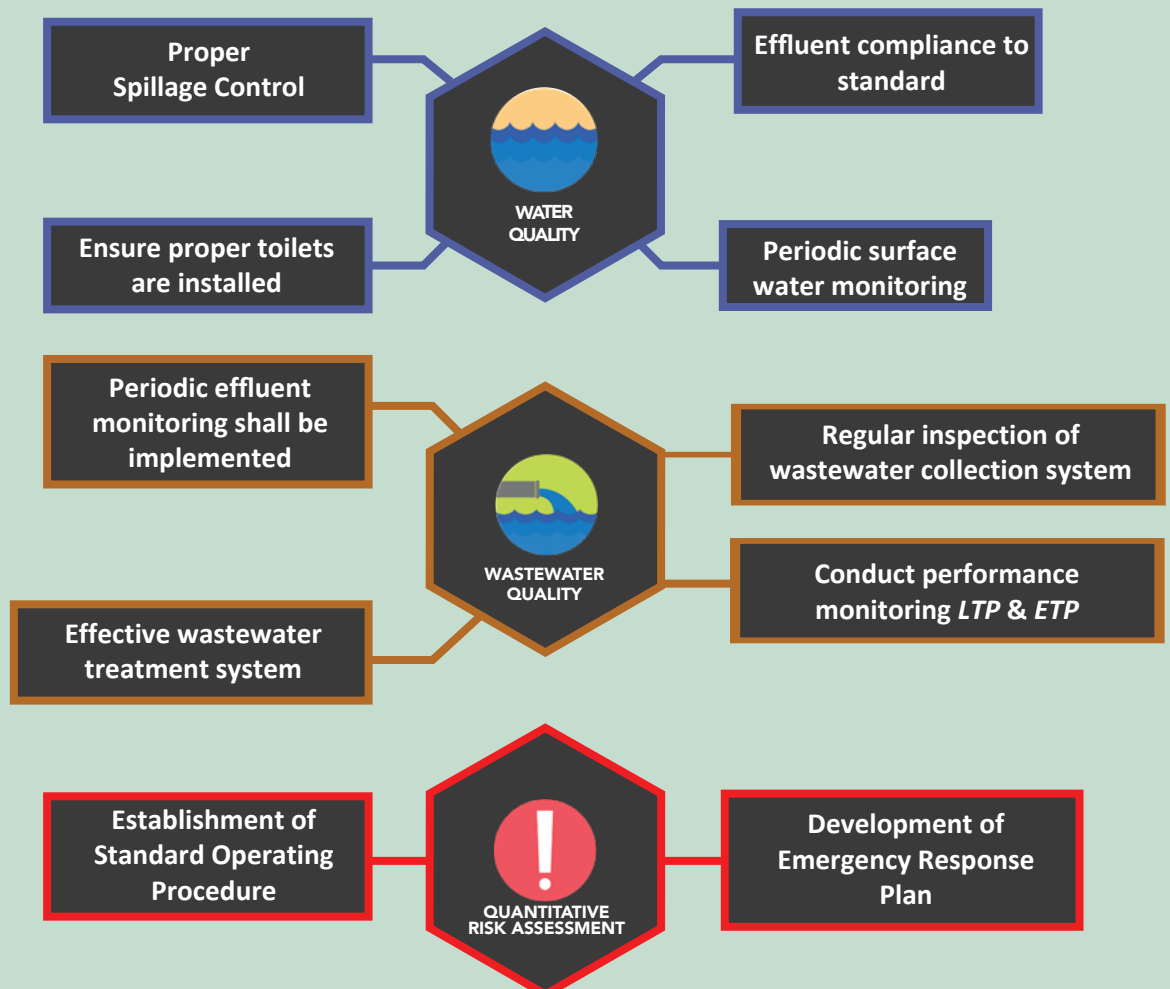 Proper
Spillage Control
Effluent compliance to
standard
WATER
QUALITY
Ensure proper toilets
are installed
Periodic surface
water monitoring
Periodic effluent
monitoring shall be
implemented
Regular inspection of
wastewater collection system
WASTEWATER
QUALITY
Conduct performance
monitoring LTP & ETP
Effective wastewater
treatment system
Establishment of
Standard Operating
Procedure
QUANTITATIVE
RISK ASSESSMENT
Development of
Emergency Response
Plan